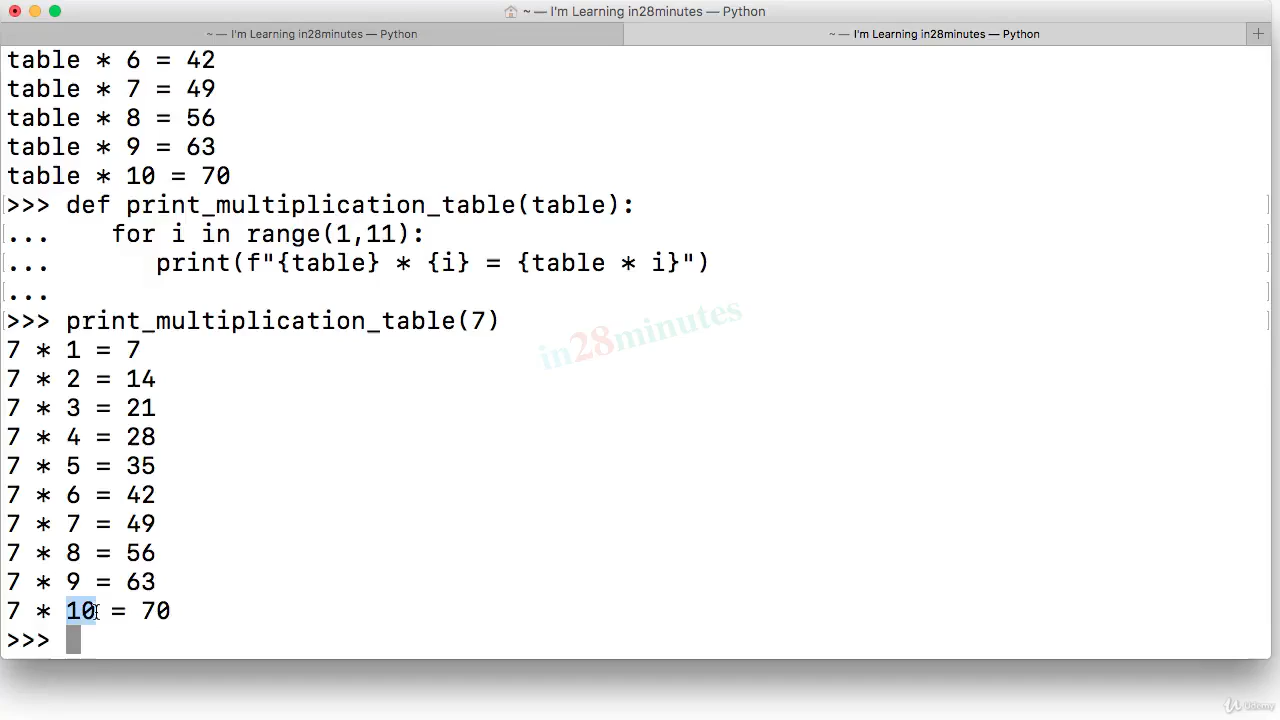 ~ — I'm Learning in28minutes — Python
~ — I'm Learning in28minutes — Python
~ — I'm Learning in28minutes — Python
+
table * 6 = 42
table * 7 = 49
table * 8 = 56
table * 9 = 63
table * 10 = 70
>>> def print_multiplication_table(table):
...    for i in range(1,11):
...       print(f"{table} * {i} = {table * i}")
...
>>> print_multiplication_table(7)
7 * 1 = 7
7 * 2 = 14
7 * 3 = 21
7 * 4 = 28
7 * 5 = 35
7 * 6 = 42
7 * 7 = 49
7 * 8 = 56
7 * 9 = 63
7 * 10 = 70
>>>
in28minutes
Udemy